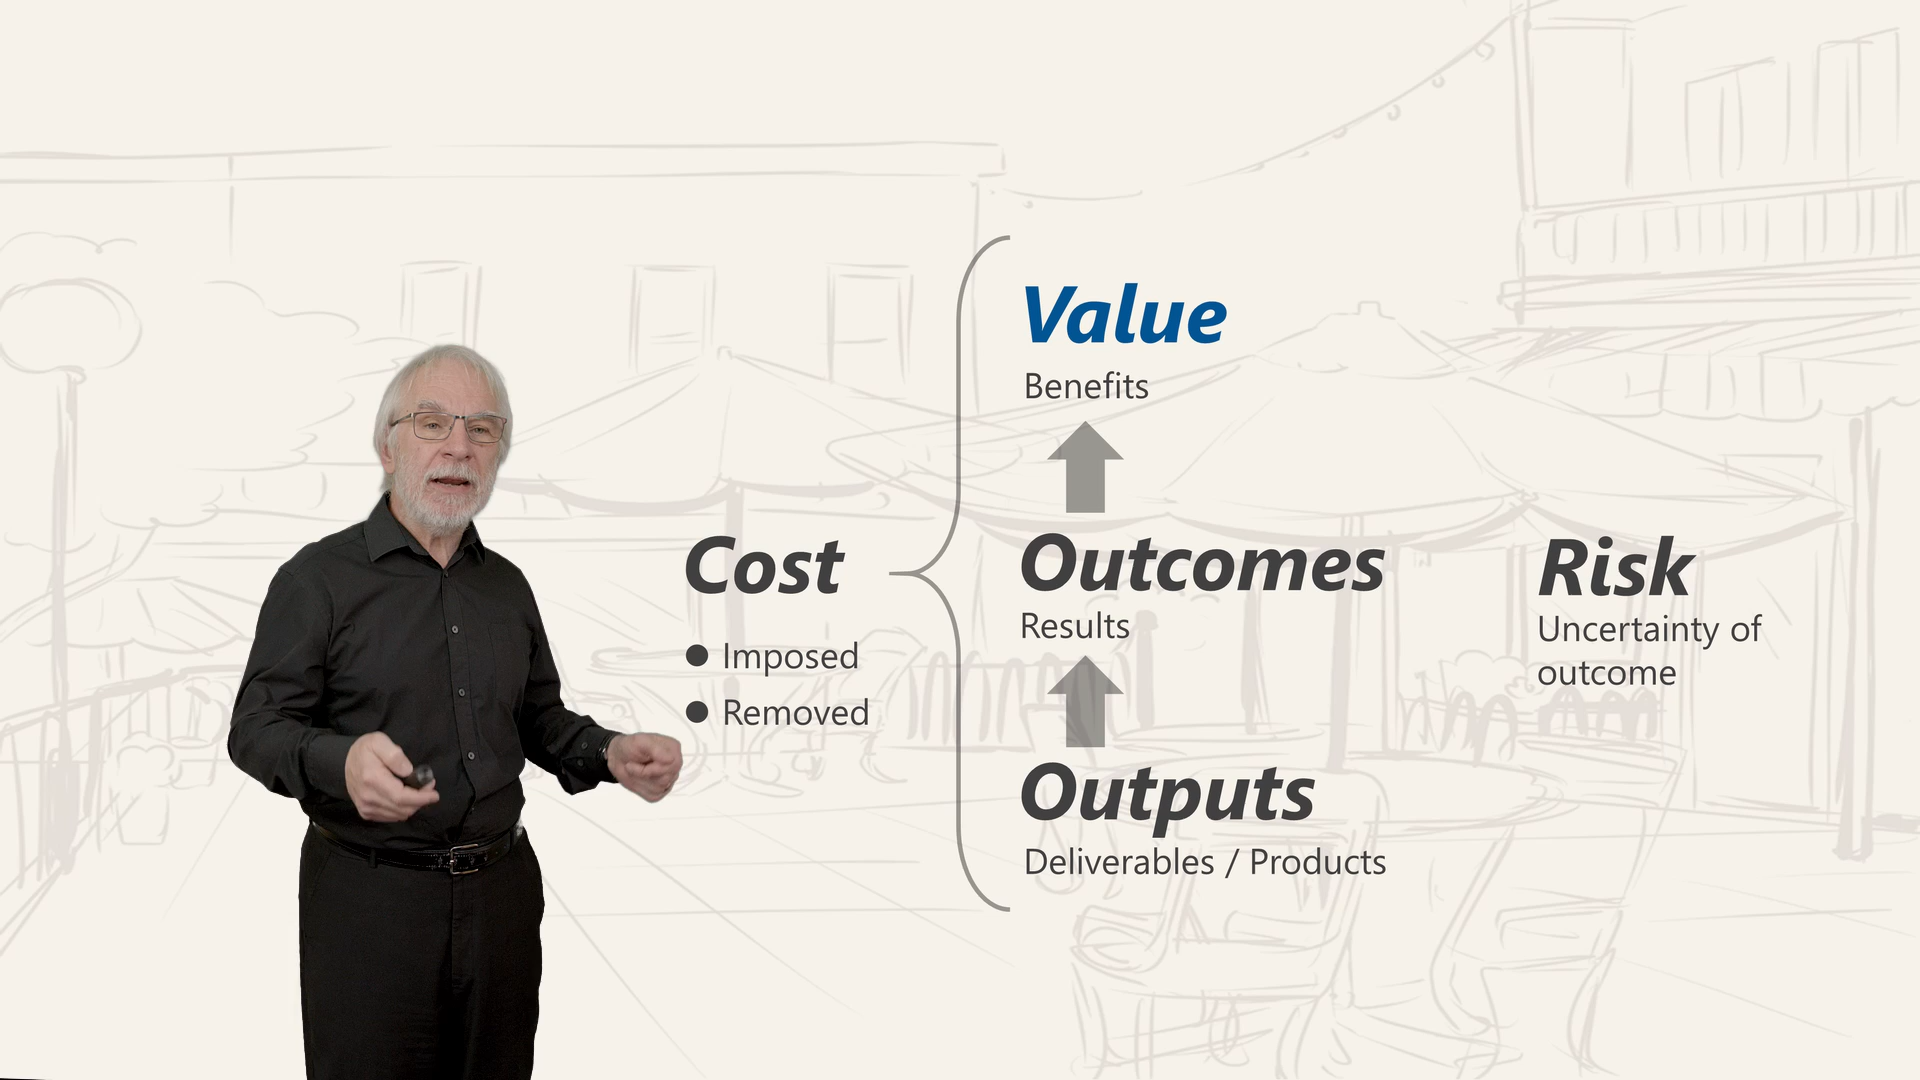 Value
Benefits
Cost
● Imposed
● Removed
Outcomes
Results
Outputs
Deliverables / Products
Risk
Uncertainty of
outcome